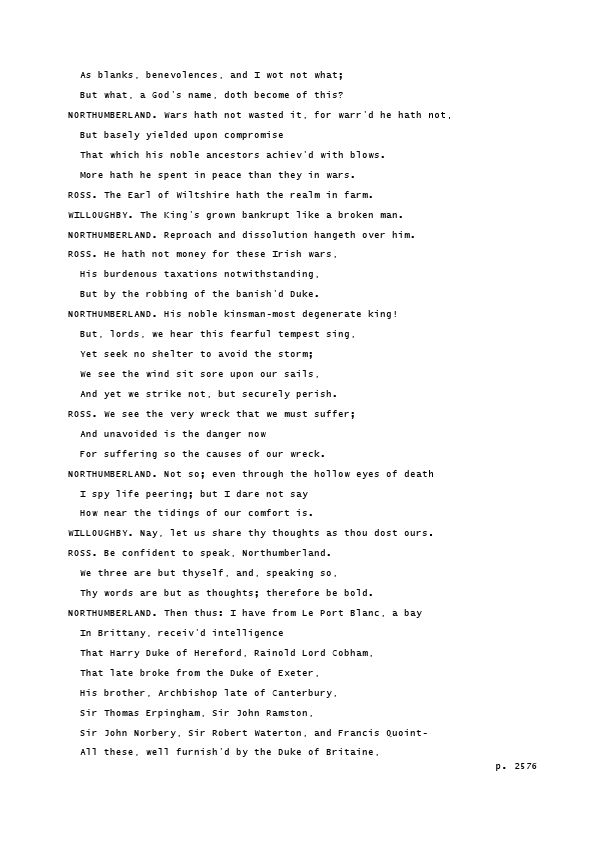 As blanks, benevolences, and I wot not what;
But what, a God's name, doth become of this?
NORTHUMBERLAND. Wars hath not wasted it, for warr'd he hath not,
But basely yielded upon compromise
That which his noble ancestors achiev'd with blows.
More hath he spent in peace than they in wars.
ROSS. The Earl of Wiltshire hath the realm in farm.
WILLOUGHBY. The King's grown bankrupt like a broken man.
NORTHUMBERLAND. Reproach and dissolution hangeth over him.
ROSS. He hath not money for these Irish wars,
His burdenous taxations notwithstanding,
But by the robbing of the banish'd Duke.
NORTHUMBERLAND. His noble kinsman-most degenerate king!
But, lords, we hear this fearful tempest sing,
Yet seek no shelter to avoid the storm;
We see the wind sit sore upon our sails,
And yet we strike not, but securely perish.
ROSS. We see the very wreck that we must suffer;
And unavoided is the danger now
For suffering so the causes of our wreck.
NORTHUMBERLAND. Not so; even through the hollow eyes of death
I spy life peering; but I dare not say
How near the tidings of our comfort is.
WILLOUGHBY. Nay, let us share thy thoughts as thou dost ours.
ROSS. Be confident to speak, Northumberland.
We three are but thyself, and, speaking so,
Thy words are but as thoughts; therefore be bold.
NORTHUMBERLAND. Then thus: I have from Le Port Blanc, a bay
In Brittany, receiv'd intelligence
That Harry Duke of Hereford, Rainold Lord Cobham,
That late broke from the Duke of Exeter,
His brother, Archbishop late of Canterbury,
Sir Thomas Erpingham, Sir John Ramston,
Sir John Norbery, Sir Robert Waterton, and Francis Quoint-
All these, well furnish'd by the Duke of Britaine,
p. 2576